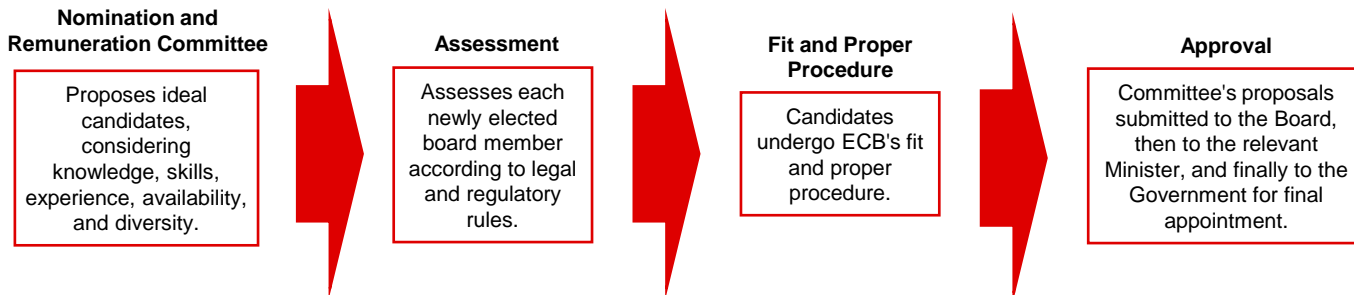 Nomination and
Remuneration Committee
Proposes ideal
candidates,
considering
knowledge, skills,
experience, availability,
and diversity.
Assessment
Assesses each
newly elected
board member
according to legal
and regulatory
rules.
Fit and Proper
Procedure
Candidates
undergo ECB's fit
and proper
procedure.
Approval
Committee's proposals
submitted to the Board,
then to the relevant
Minister, and finally to the
Government for final
appointment.